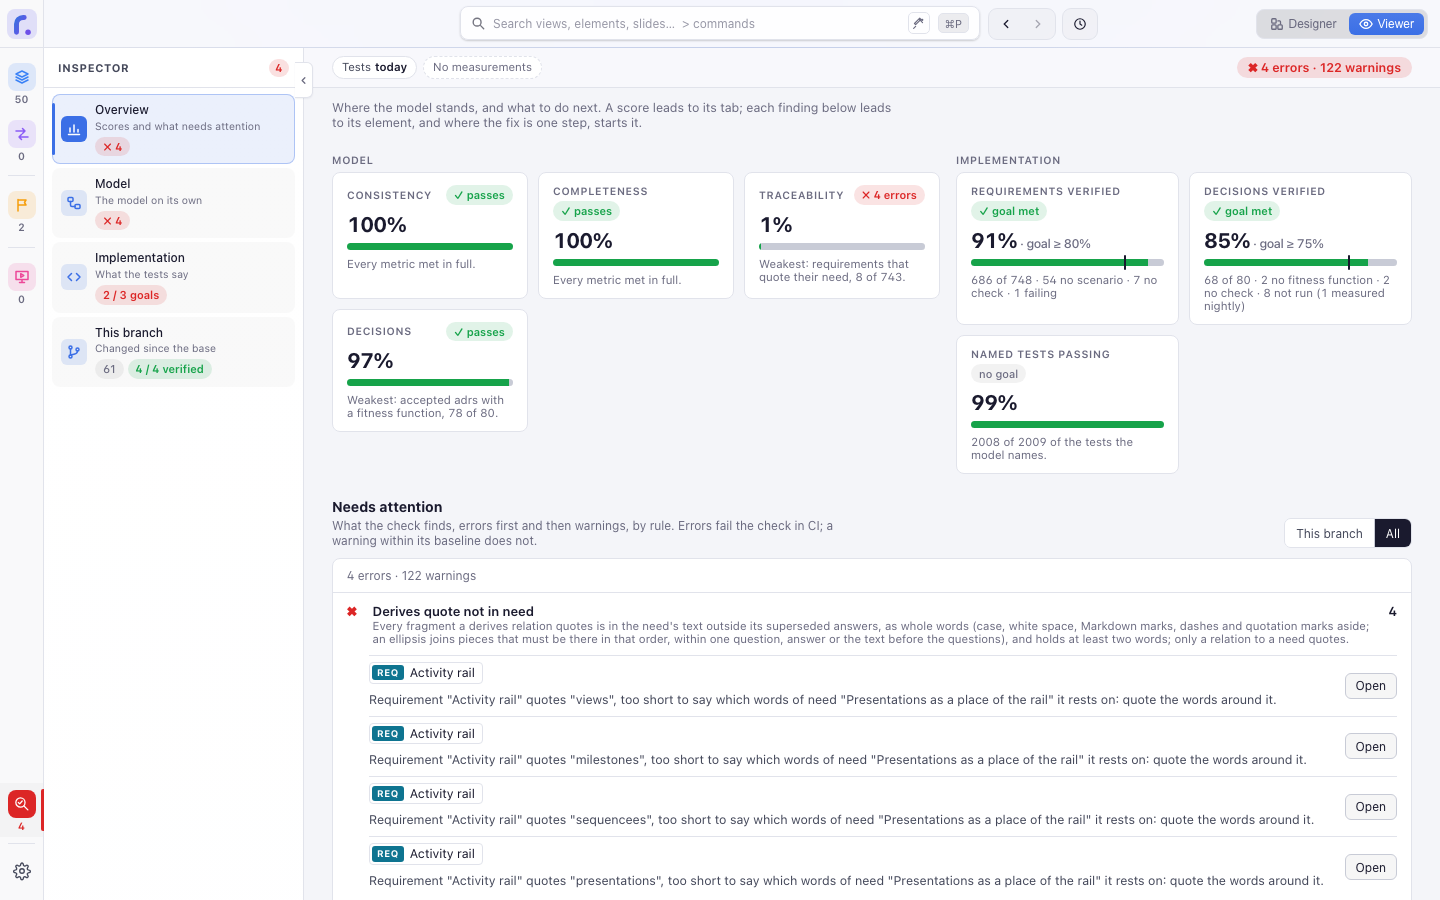 Search views, elements, slides... > commands
⌘P
Designer
Viewer
50
0
2
0
4
INSPECTOR
4
Overview
Scores and what needs attention
✕ 4
Model
The model on its own
✕ 4
Implementation
What the tests say
2 / 3 goals
This branch
Changed since the base
61
4 / 4 verified
Tests today
No measurements
✖ 4 errors · 122 warnings
Where the model stands, and what to do next. A score leads to its tab; each finding below leads
to its element, and where the fix is one step, starts it.
MODEL
CONSISTENCY
✓ passes
100%
Every metric met in full.
COMPLETENESS
✓ passes
100%
Every metric met in full.
TRACEABILITY
✕ 4 errors
1%
Weakest: requirements that
quote their need, 8 of 743.
DECISIONS
✓ passes
97%
Weakest: accepted adrs with
a fitness function, 78 of 80.
IMPLEMENTATION
REQUIREMENTS VERIFIED
✓ goal met
91% · goal ≥ 80%
686 of 748 · 54 no scenario · 7 no
check · 1 failing
DECISIONS VERIFIED
✓ goal met
85% · goal ≥ 75%
68 of 80 · 2 no fitness function · 2
no check · 8 not run (1 measured
nightly)
NAMED TESTS PASSING
no goal
99%
2008 of 2009 of the tests the
model names.
Needs attention
What the check finds, errors first and then warnings, by rule. Errors fail the check in CI; a
warning within its baseline does not.
This branch
All
4 errors · 122 warnings
✖ Derives quote not in need
4
Every fragment a derives relation quotes is in the need's text outside its superseded answers, as whole words (case, white space, Markdown marks, dashes and quotation marks aside;
an ellipsis joins pieces that must be there in that order, within one question, answer or the text before the questions), and holds at least two words; only a relation to a need quotes.
REQ Activity rail
Requirement "Activity rail" quotes "views", too short to say which words of need "Presentations as a place of the rail" it rests on: quote the words around it.
Open
REQ Activity rail
Requirement "Activity rail" quotes "milestones", too short to say which words of need "Presentations as a place of the rail" it rests on: quote the words around it.
Open
REQ Activity rail
Requirement "Activity rail" quotes "sequencees", too short to say which words of need "Presentations as a place of the rail" it rests on: quote the words around it.
Open
REQ Activity rail
Requirement "Activity rail" quotes "presentations", too short to say which words of need "Presentations as a place of the rail" it rests on: quote the words around it.
Open